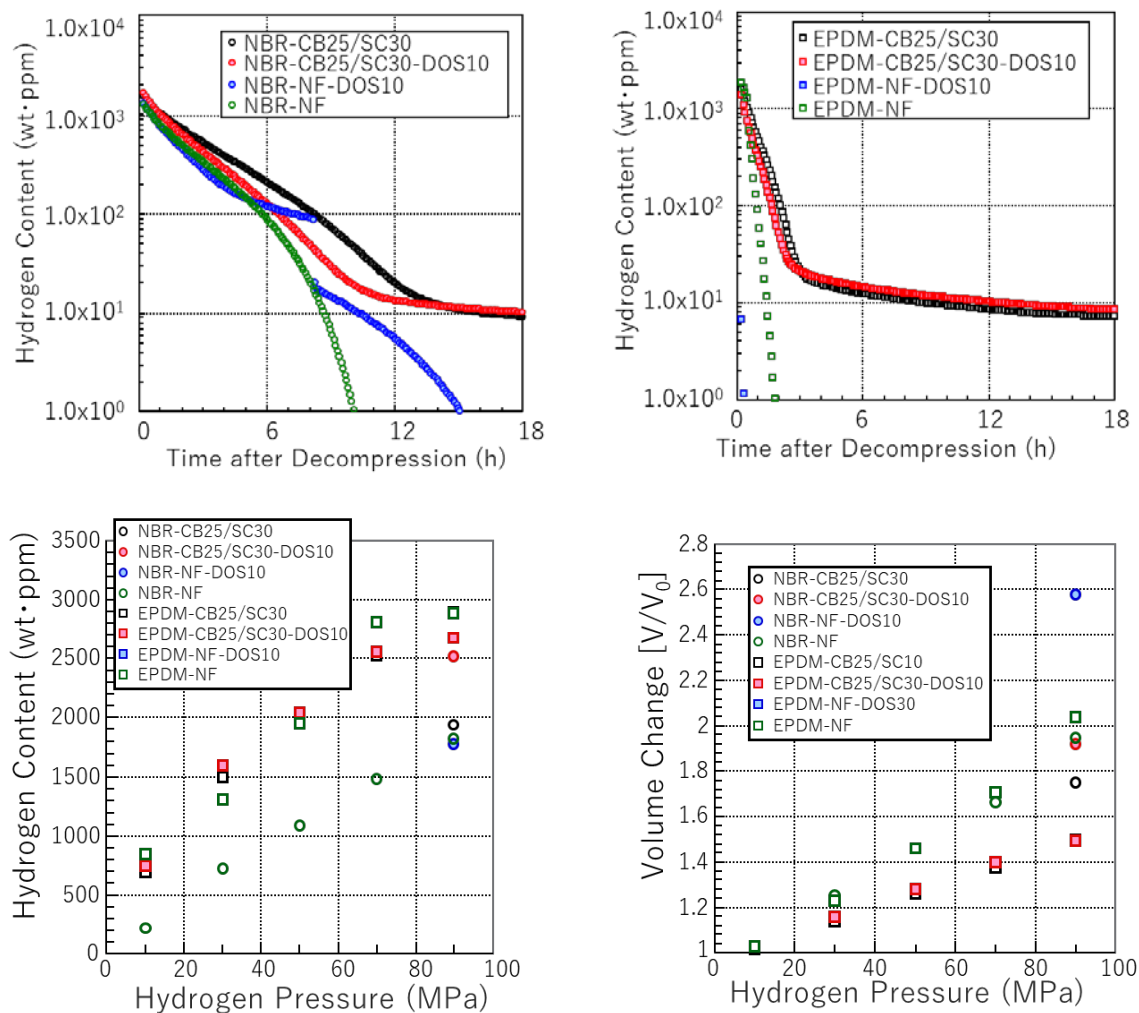 Hydrogen Content (wt・ppm)
1.0x10⁴
1.0x10³
1.0x10²
1.0x10¹
1.0x10⁰
NBR-CB25/SC30
NBR-CB25/SC30-DOS10
NBR-NF-DOS10
NBR-NF
0 6 12 18
Time after Decompression (h)
Hydrogen Content (wt・ppm)
1.0x10⁴
1.0x10³
1.0x10²
1.0x10¹
1.0x10⁰
EPDM-CB25/SC30
EPDM-CB25/SC30-DOS10
EPDM-NF-DOS10
EPDM-NF
0 6 12 18
Time after Decompression (h)
Hydrogen Content (wt・ppm)
3500
3000
2500
2000
1500
1000
500
0
NBR-CB25/SC30
NBR-CB25/SC30-DOS10
NBR-NF-DOS10
NBR-NF
EPDM-CB25/SC30
EPDM-CB25/SC30-DOS10
EPDM-NF-DOS10
EPDM-NF
0 20 40 60 80 100
Hydrogen Pressure (MPa)
Volume Change [V/V₀]
2.8
2.6
2.4
2.2
2
1.8
1.6
1.4
1.2
1
NBR-CB25/SC30
NBR-CB25/SC30-DOS10
NBR-NF-DOS10
NBR-NF
EPDM-CB25/SC10
EPDM-CB25/SC30-DOS10
EPDM-NF-DOS30
EPDM-NF
0 20 40 60 80 100
Hydrogen Pressure (MPa)